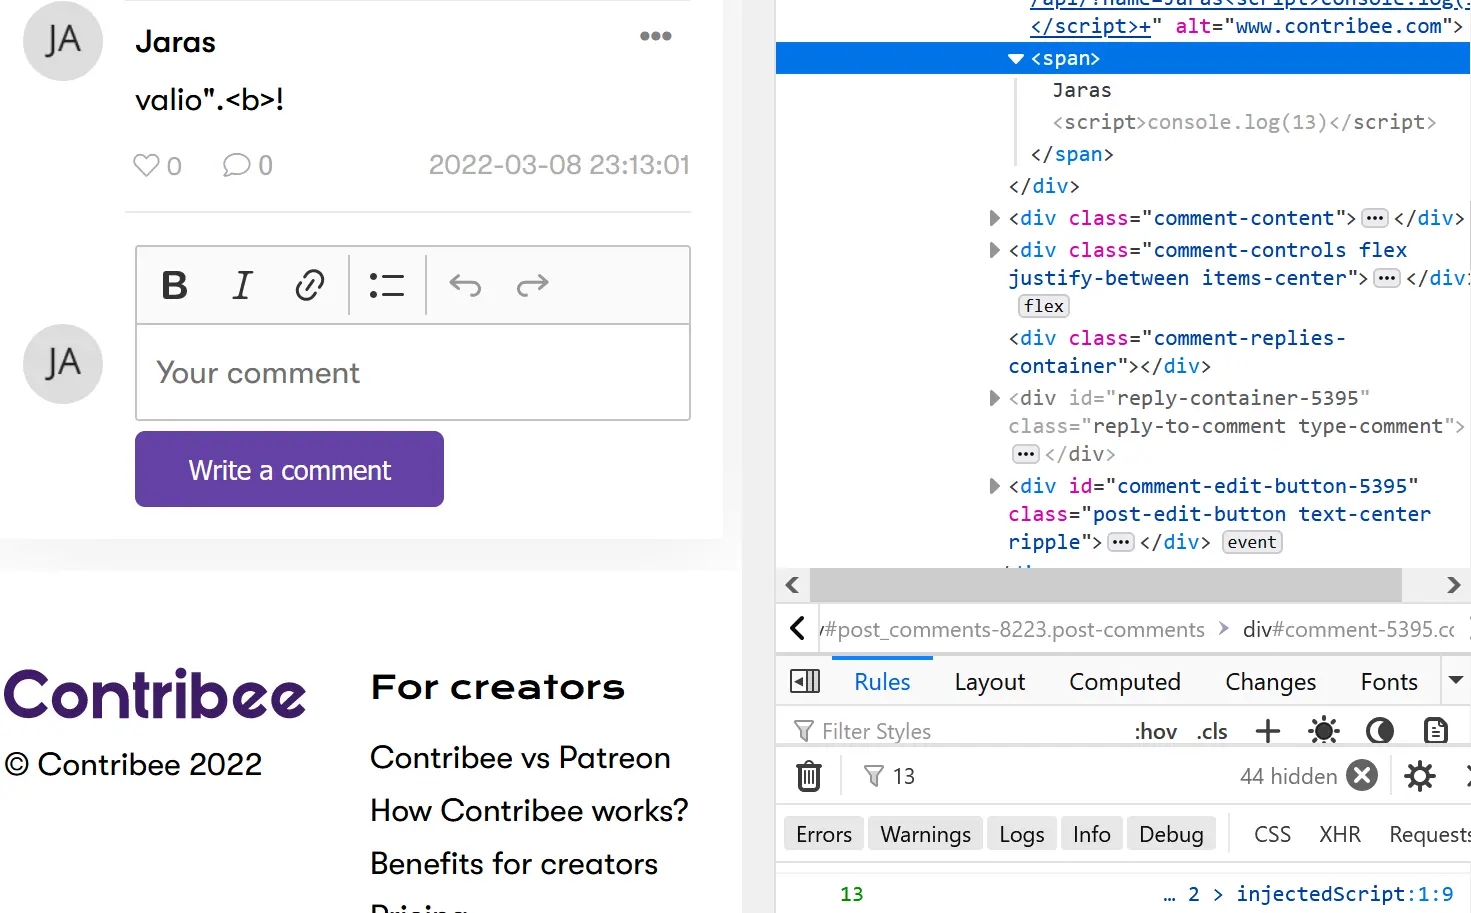 JA
Jaras
valio".<b>!
0
0
2022-03-08 23:13:01
B I
JA
Your comment
Write a comment
Contribee
© Contribee 2022
For creators
Contribee vs Patreon
How Contribee works?
Benefits for creators
Pricing
</script>+" alt="www.contribee.com">
<span>
Jaras
<script>console.log(13)</script>
</span>
</div>
<div class="comment-content"> </div>
<div class="comment-controls flex
justify-between items-center"> </div>
flex
<div class="comment-replies-
container"></div>
<div id="reply-container-5395"
class="reply-to-comment type-comment">
</div>
<div id="comment-edit-button-5395"
class="post-edit-button text-center
ripple"> </div> event
#post_comments-8223.post-comments div#comment-5395.cc
Rules Layout Computed Changes Fonts
Filter Styles :hov .cls +
13 44 hidden
Errors Warnings Logs Info Debug CSS XHR Requests
13 … 2 > injectedScript:1:9